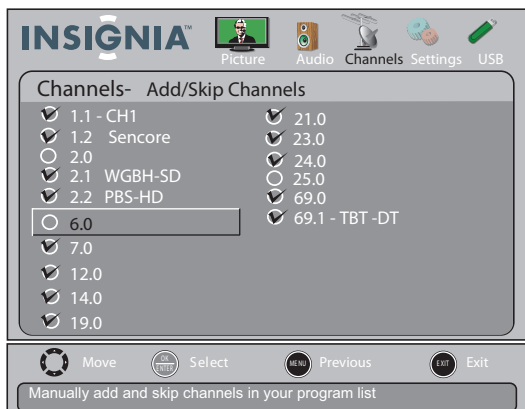 INSIGNIA™
Picture Audio Channels Settings USB
Channels- Add/Skip Channels
1.1 - CH1
1.2 Sencore
2.0
2.1 WGBH-SD
2.2 PBS-HD
6.0
7.0
12.0
14.0
19.0
21.0
23.0
24.0
25.0
69.0
69.1 - TBT -DT
Move OK ENTER Select MENU Previous EXIT Exit
Manually add and skip channels in your program list